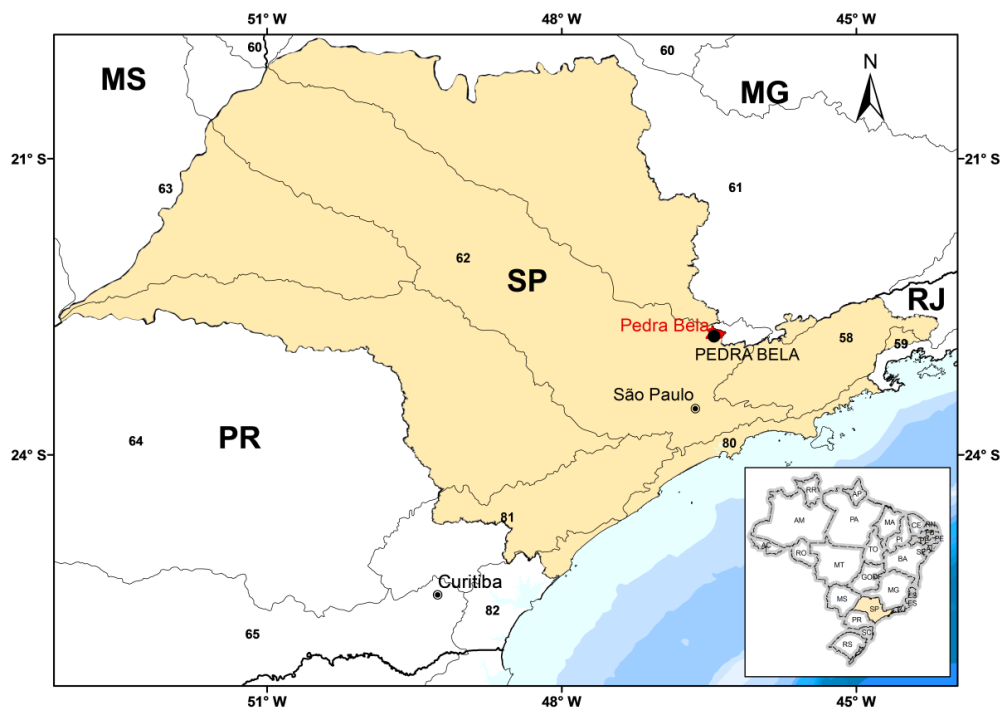 51° W
48° W
45° W
60
60
MS
MG
N
21° S
21° S
63
61
62
SP
RJ
Pedra Bela
58
59
PEDRA BELA
São Paulo
PR
64
80
24° S
24° S
81
Curitiba
82
65
RR
AP
AM
PA
MA
CE
RN
PB
PE
PI
AC
RO
TO
SE
BA
MT
GO
DF
MG
MS
ES
SP
PR
SC
RS
51° W
48° W
45° W